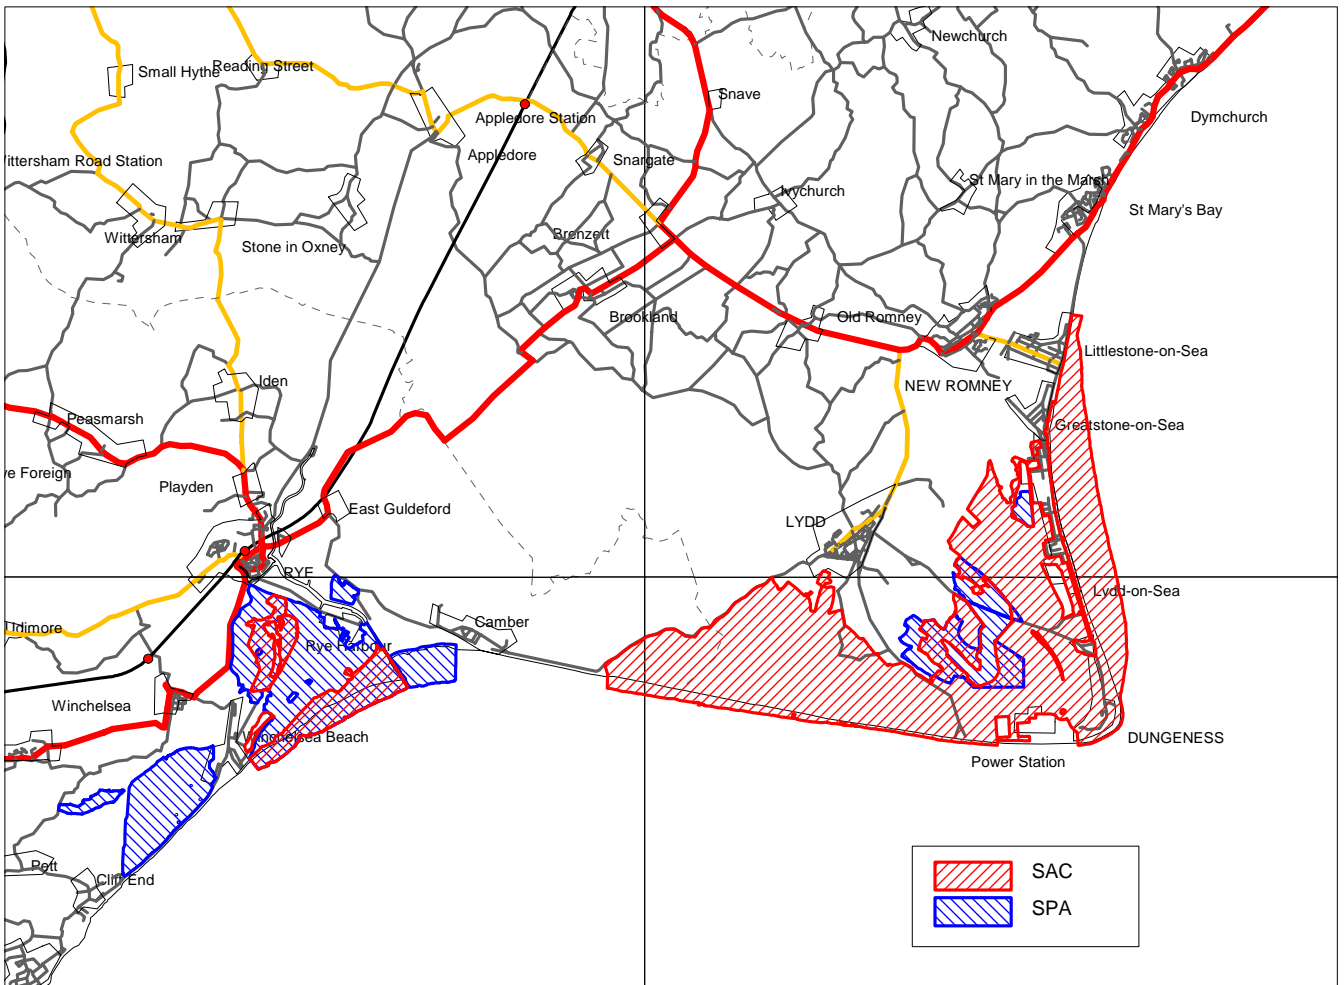 Newchurch
Reading Street
Small Hythe
Snave
Appledore Station
Dymchurch
Appledore
ittersham Road Station
Snargate
St Mary in the Marsh
Ivychurch
St Mary's Bay
Wittersham
Brenzett
Stone in Oxney
Brookland
Old Romney
Littlestone-on-Sea
Iden
NEW ROMNEY
Peasmarsh
Greatstone-on-Sea
ye Foreign
Playden
East Guldeford
LYDD
RYE
Lydd-on-Sea
Udimore
Camber
Rye Harbour
Winchelsea
Winchelsea Beach
DUNGENESS
Power Station
Pett
Cliff End
SAC
SPA